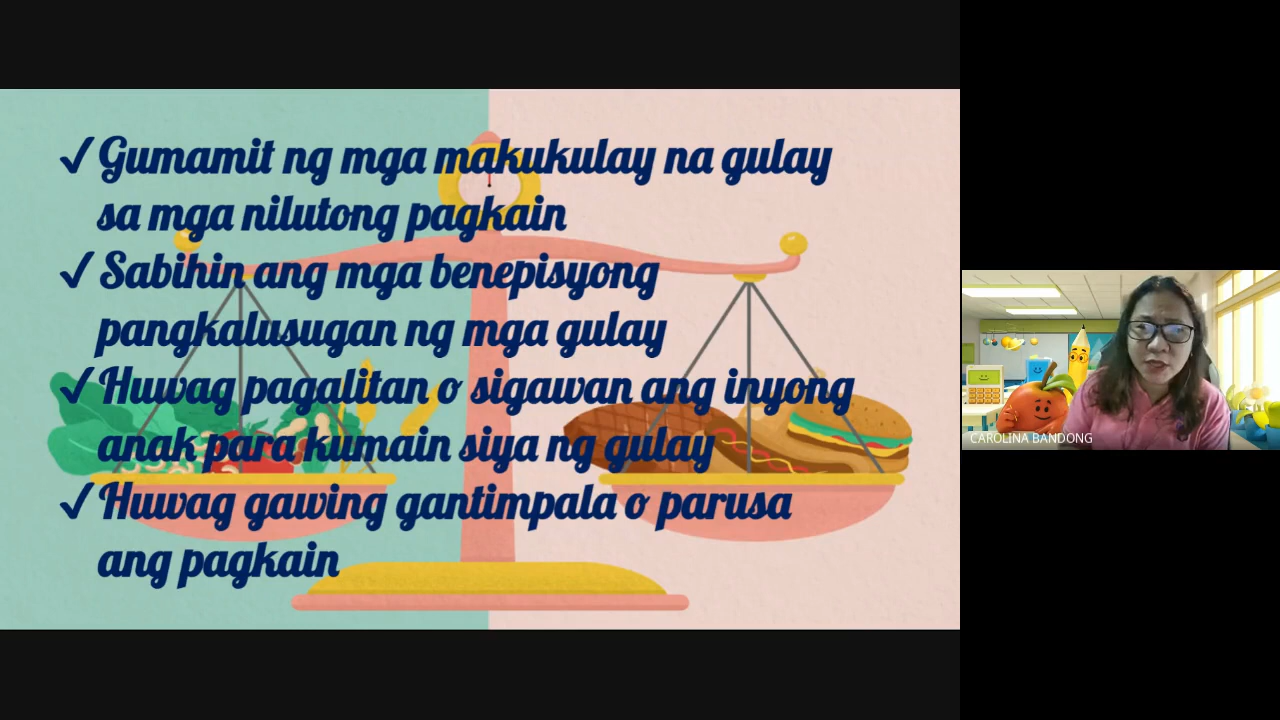 ✓ Gumamit ng mga makukulay na gulay
sa mga nilutong pagkain
✓ Sabihin ang mga benepisyong
pangkalusugan ng mga gulay
✓ Huwag pagalitan o sigawan ang inyong
anak para kumain siya ng gulay
✓ Huwag gawing gantimpala o parusa
ang pagkain
CAROLINA BANDONG